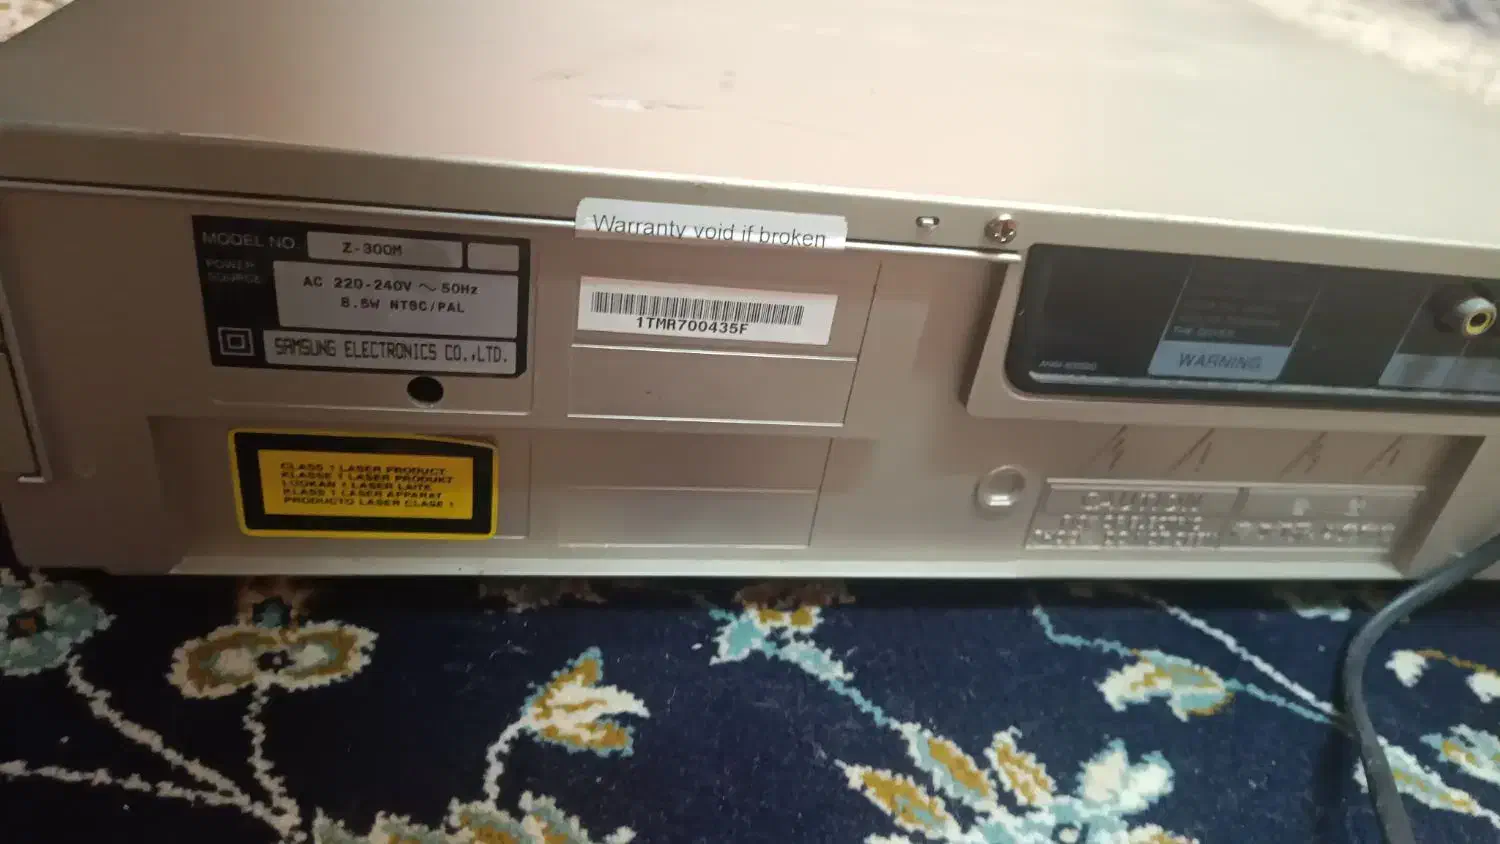 Warranty void if broken
MODEL NO. Z-300M
POWER
SOURCE
AC 220-240V ~ 50Hz
8.5W NTSC/PAL
SAMSUNG ELECTRONICS CO.,LTD.
1TMR700435F
THE COVER
WARNING
CLASS 1 LASER PRODUCT
KLASSE 1 LASER PRODUKT
LUOKAN 1 LASER LAITE
KLASS 1 LASER APPARAT
PRODUCTO LASER CLASE 1
CAUTION